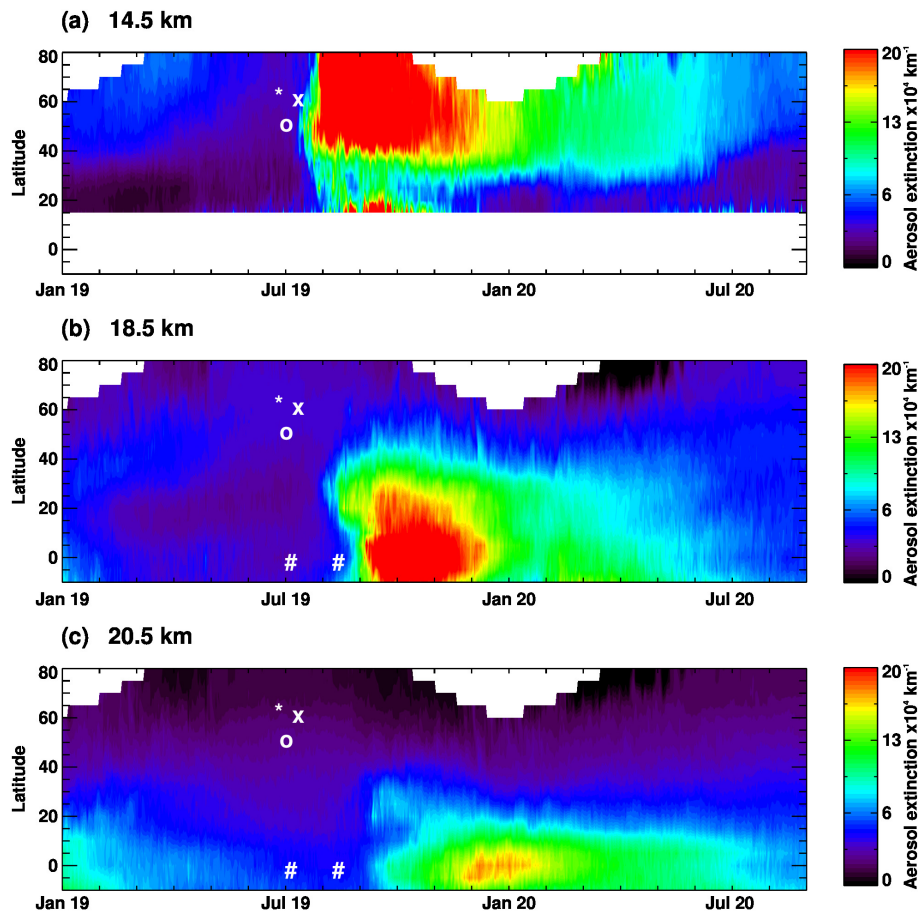 (a) 14.5 km
80
60
40
20
0
Latitude
* x
o
Jan 19 Jul 19 Jan 20 Jul 20
20
13
6
0
Aerosol extinction x10⁴ km⁻¹
(b) 18.5 km
80
60
40
20
0
Latitude
* x
o
# #
Jan 19 Jul 19 Jan 20 Jul 20
20
13
6
0
Aerosol extinction x10⁴ km⁻¹
(c) 20.5 km
80
60
40
20
0
Latitude
* x
o
# #
Jan 19 Jul 19 Jan 20 Jul 20
20
13
6
0
Aerosol extinction x10⁴ km⁻¹